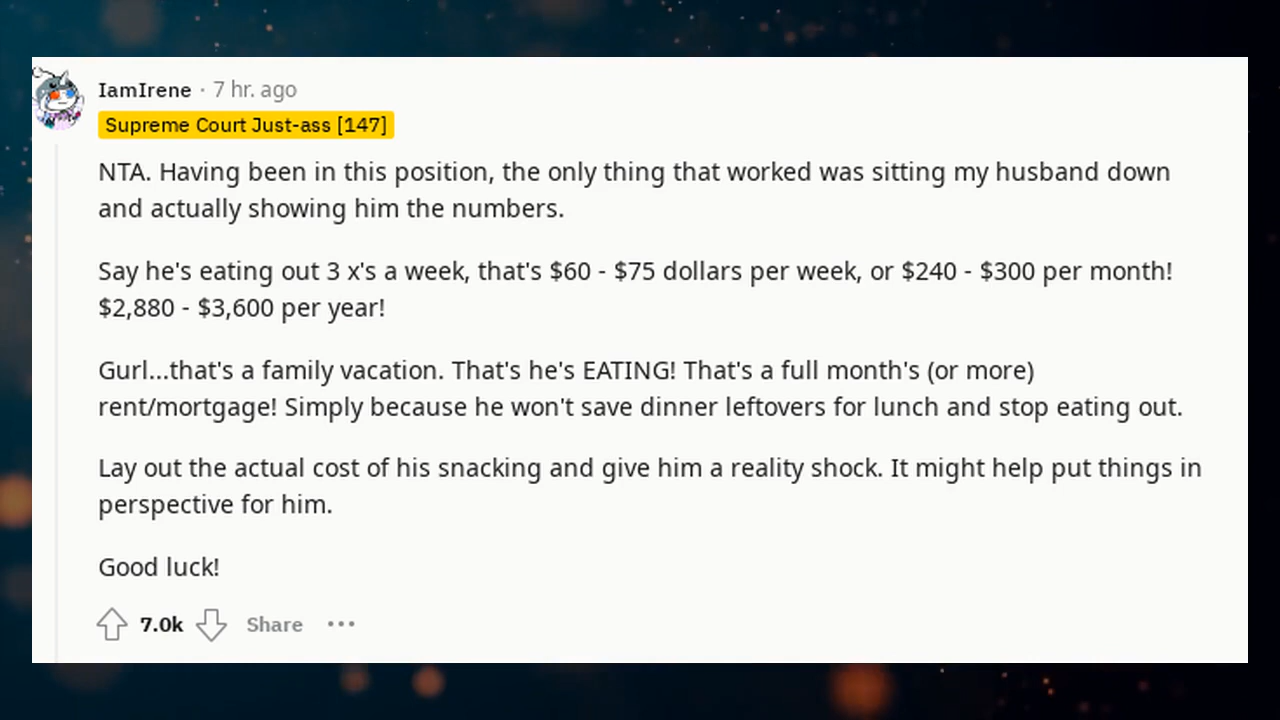 IamIrene · 7 hr. ago
Supreme Court Just-ass [147]
NTA. Having been in this position, the only thing that worked was sitting my husband down
and actually showing him the numbers.
Say he's eating out 3 x's a week, that's $60 - $75 dollars per week, or $240 - $300 per month!
$2,880 - $3,600 per year!
Gurl...that's a family vacation. That's he's EATING! That's a full month's (or more)
rent/mortgage! Simply because he won't save dinner leftovers for lunch and stop eating out.
Lay out the actual cost of his snacking and give him a reality shock. It might help put things in
perspective for him.
Good luck!
7.0k Share ···